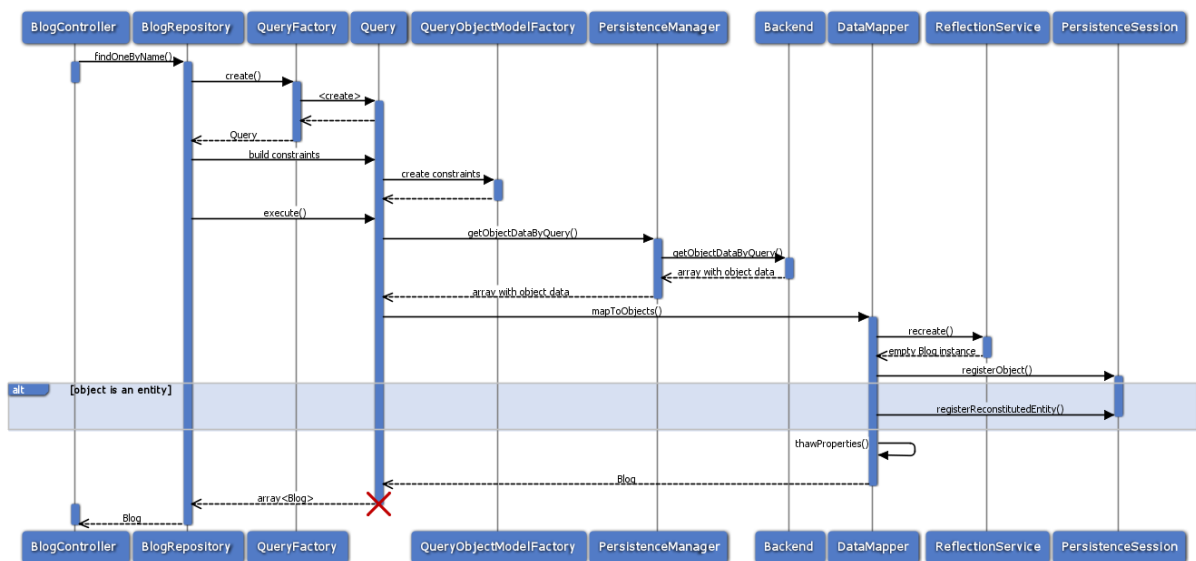 BlogController BlogRepository QueryFactory Query QueryObjectModelFactory PersistenceManager Backend DataMapper ReflectionService PersistenceSession
findOneByName()
create()
<create>
Query
build constraints
create constraints
execute()
getObjectDataByQuery()
getObjectDataByQuery()
array with object data
array with object data
mapToObjects()
recreate()
empty Blog instance
registerObject()
alt [object is an entity]
registerReconstitutedEntity()
thawProperties()
Blog
array<Blog>
Blog
BlogController BlogRepository QueryFactory QueryObjectModelFactory PersistenceManager Backend DataMapper ReflectionService PersistenceSession